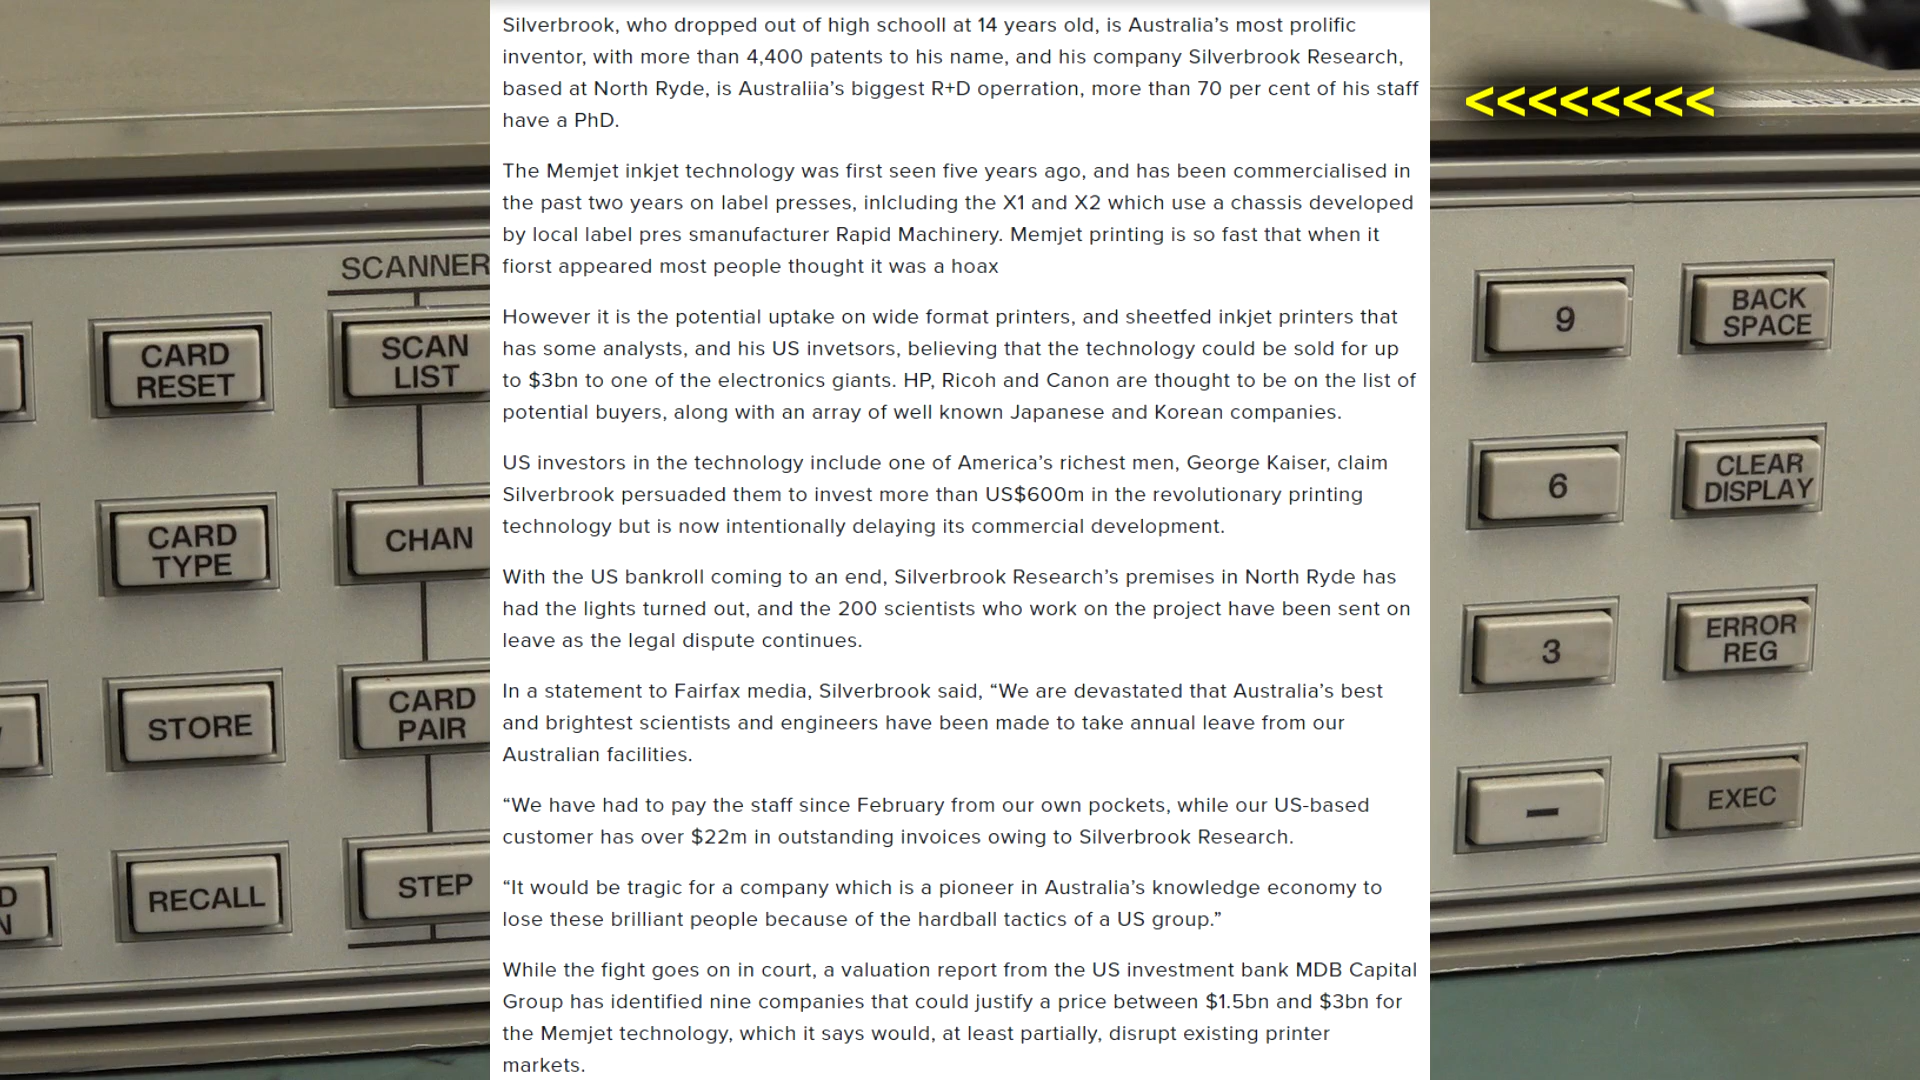 Silverbrook, who dropped out of high schooll at 14 years old, is Australia’s most prolific
inventor, with more than 4,400 patents to his name, and his company Silverbrook Research,
based at North Ryde, is Australiia’s biggest R+D operration, more than 70 per cent of his staff
have a PhD.
The Memjet inkjet technology was first seen five years ago, and has been commercialised in
the past two years on label presses, inlcluding the X1 and X2 which use a chassis developed
by local label pres smanufacturer Rapid Machinery. Memjet printing is so fast that when it
fiorst appeared most people thought it was a hoax
However it is the potential uptake on wide format printers, and sheetfed inkjet printers that
has some analysts, and his US invetsors, believing that the technology could be sold for up
to $3bn to one of the electronics giants. HP, Ricoh and Canon are thought to be on the list of
potential buyers, along with an array of well known Japanese and Korean companies.
US investors in the technology include one of America’s richest men, George Kaiser, claim
Silverbrook persuaded them to invest more than US$600m in the revolutionary printing
technology but is now intentionally delaying its commercial development.
With the US bankroll coming to an end, Silverbrook Research’s premises in North Ryde has
had the lights turned out, and the 200 scientists who work on the project have been sent on
leave as the legal dispute continues.
In a statement to Fairfax media, Silverbrook said, “We are devastated that Australia’s best
and brightest scientists and engineers have been made to take annual leave from our
Australian facilities.
“We have had to pay the staff since February from our own pockets, while our US-based
customer has over $22m in outstanding invoices owing to Silverbrook Research.
“It would be tragic for a company which is a pioneer in Australia’s knowledge economy to
lose these brilliant people because of the hardball tactics of a US group.”
While the fight goes on in court, a valuation report from the US investment bank MDB Capital
Group has identified nine companies that could justify a price between $1.5bn and $3bn for
the Memjet technology, which it says would, at least partially, disrupt existing printer
markets.
SCANNER
CARD
RESET
SCAN
LIST
CARD
TYPE
CHAN
STORE
CARD
PAIR
D
N
RECALL
STEP
<<<<<<<<
9
BACK
SPACE
6
CLEAR
DISPLAY
3
ERROR
REG
–
EXEC